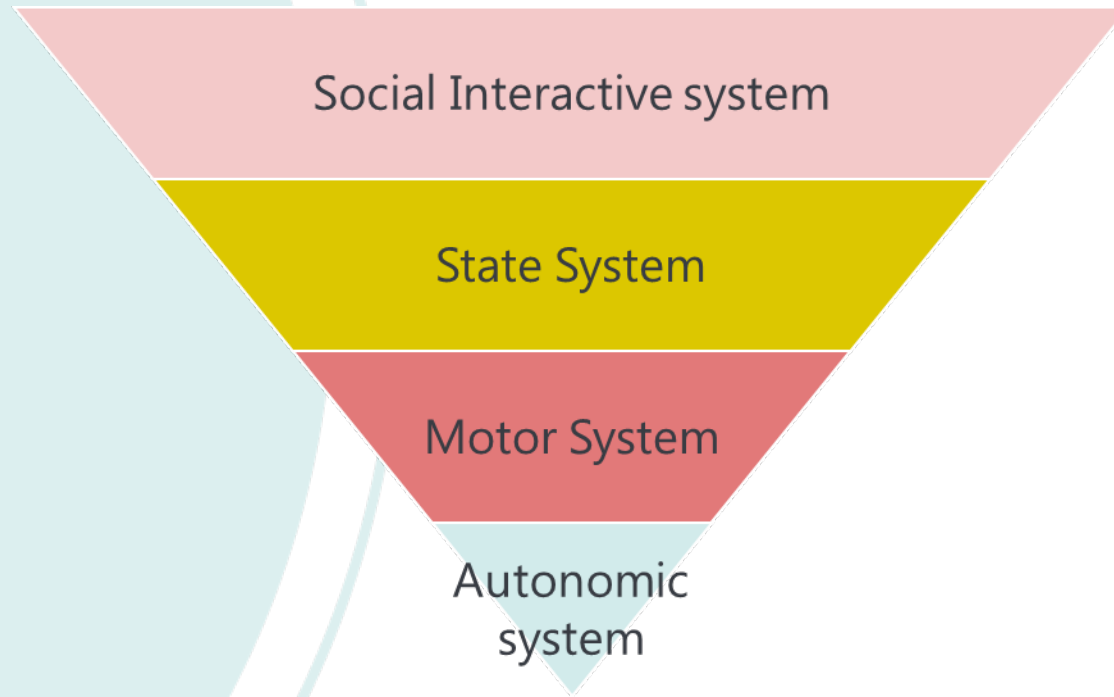 Social Interactive system
State System
Motor System
Autonomic
system